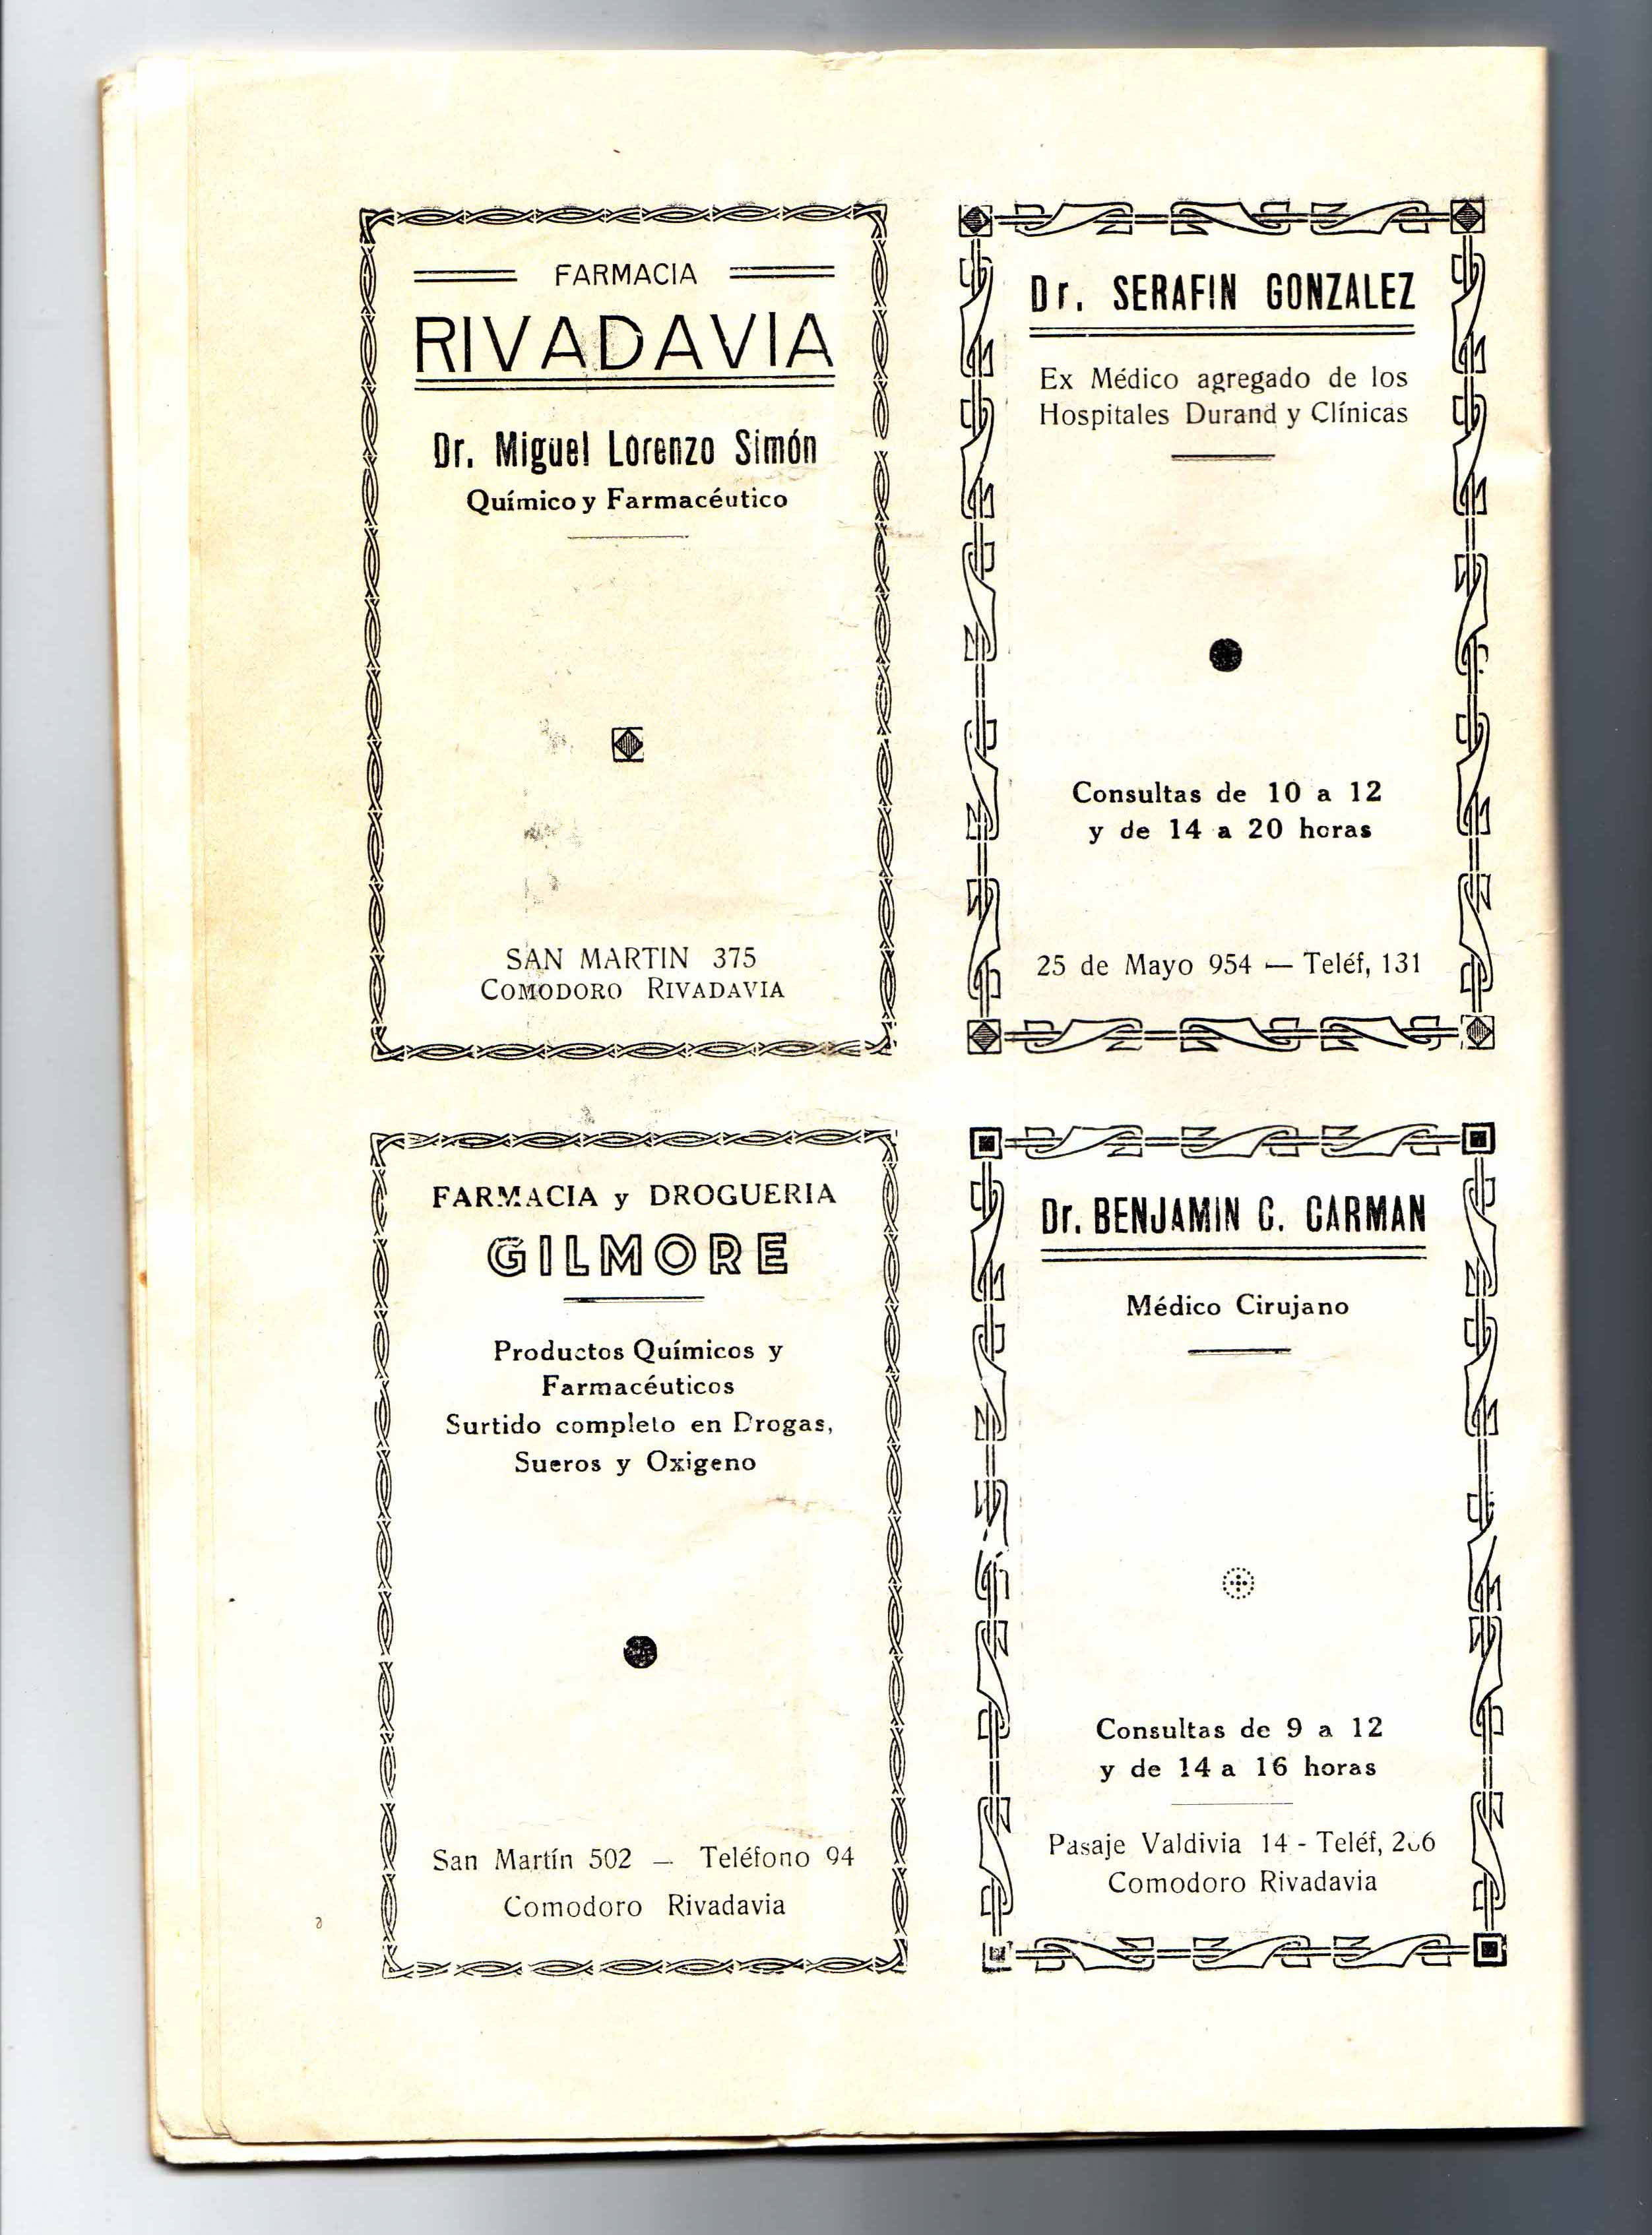 FARMACIA
RIVADAVIA
Dr. Miguel Lorenzo Simón
Químico y Farmacéutico
SAN MARTIN 375
COMODORO RIVADAVIA
Dr. SERAFIN GONZALEZ
Ex Médico agregado de los
Hospitales Durand y Clínicas
Consultas de 10 a 12
y de 14 a 20 horas
25 de Mayo 954 — Teléf, 131
FARMACIA y DROGUERIA
GILMORE
Productos Químicos y
Farmacéuticos
Surtido completo en Drogas,
Sueros y Oxigeno
San Martín 502 — Teléfono 94
Comodoro Rivadavia
Dr. BENJAMIN C. CARMAN
Médico Cirujano
Consultas de 9 a 12
y de 14 a 16 horas
Pasaje Valdivia 14 - Teléf,
Comodoro Rivadavia